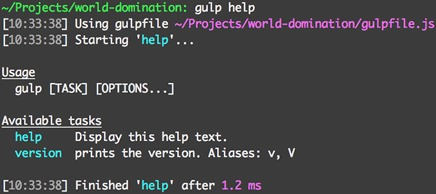 ~/Projects/world-domination: gulp help
[10:33:38] Using gulpfile ~/Projects/world-domination/gulpfile.js
[10:33:38] Starting 'help'...
Usage
gulp [TASK] [OPTIONS...]
Available tasks
help Display this help text.
version prints the version. Aliases: v, V
[10:33:38] Finished 'help' after 1.2 ms